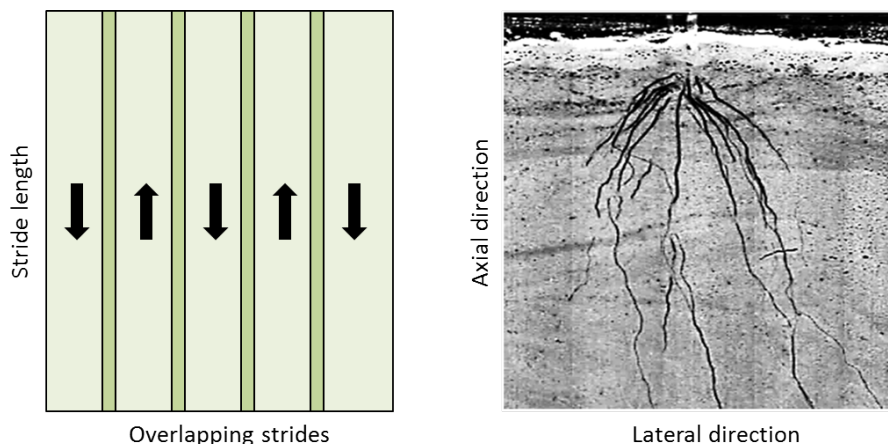 Stride length
Overlapping strides
Axial direction
Lateral direction